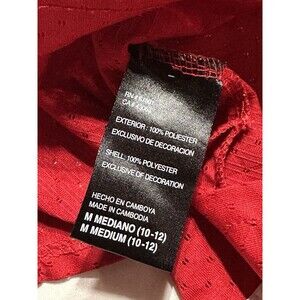 EXTERIOR: 100% POLIESTER
EXCLUSIVO DE DECORACION
SHELL: 100% POLYESTER
EXCLUSIVE OF DECORATION
HECHO EN CAMBOYA
MADE IN CAMBODIA
M MEDIANO (10-12)
M MEDIUM (10-12)